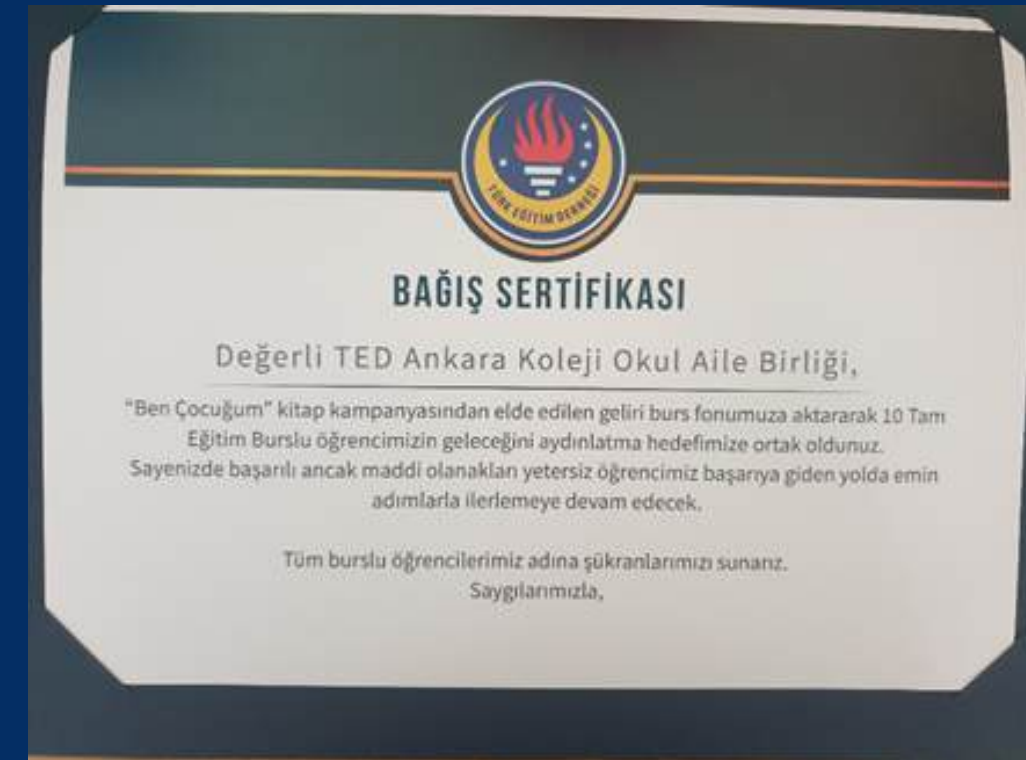 TÜRK EĞİTİM DERNEĞİ
BAĞIŞ SERTİFİKASI
Değerli TED Ankara Koleji Okul Aile Birliği,
“Ben Çocuğum” kitap kampanyasından elde edilen geliri burs fonumuza aktararak 10 Tam
Eğitim Burslu öğrencimizin geleceğini aydınlatma hedefimize ortak oldunuz.
Sayenizde başarılı ancak maddi olanakları yetersiz öğrencimiz başarıya giden yolda emin
adımlarla ilerlemeye devam edecek.
Tüm burslu öğrencilerimiz adına şükranlarımızı sunarız.
Saygılarımızla,